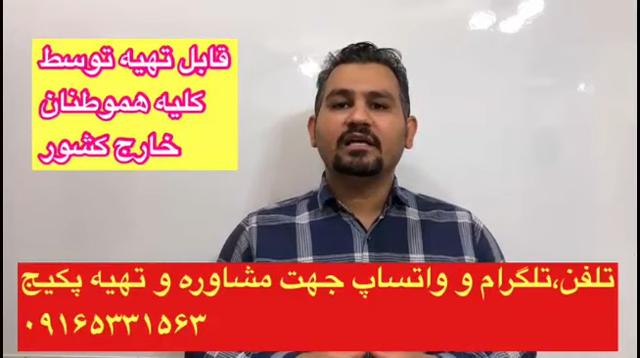 قابل تهیه توسط
کلیه هموطنان
خارج کشور
تلفن،تلگرام و واتساپ جهت مشاوره و تهیه پکیج
۰۹۱۶۵۳۳۱۵۶۳